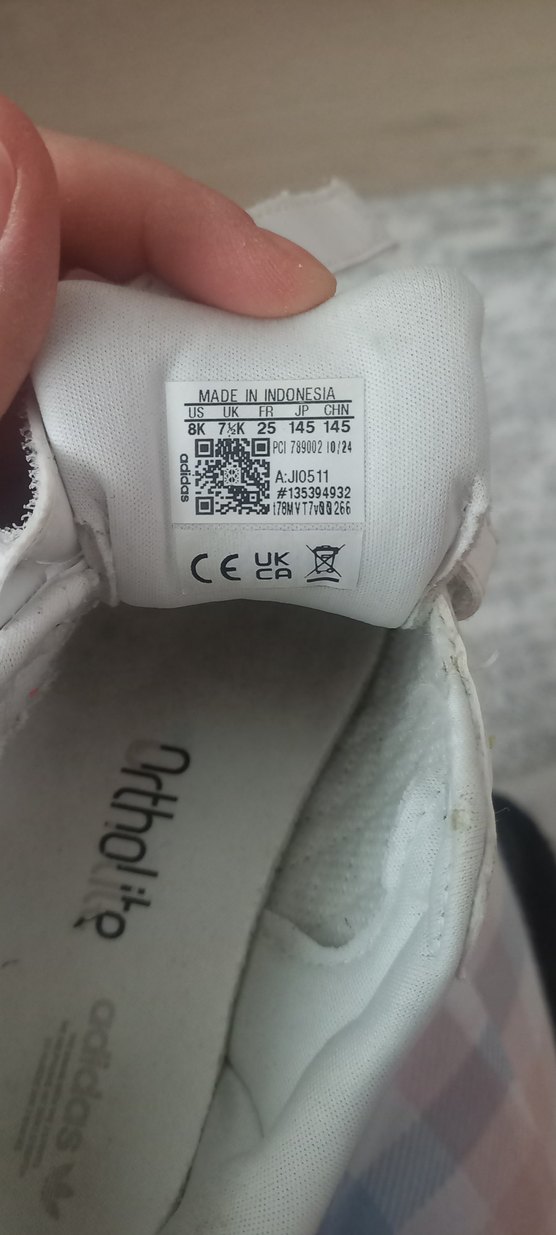 MADE IN INDONESIA
US UK FR JP CHN
8K 7½K 25 145 145
PCI 789002 10/24
adidas
A:JI0511
#135394932
CE UK
CA
OrthoLite
adidas